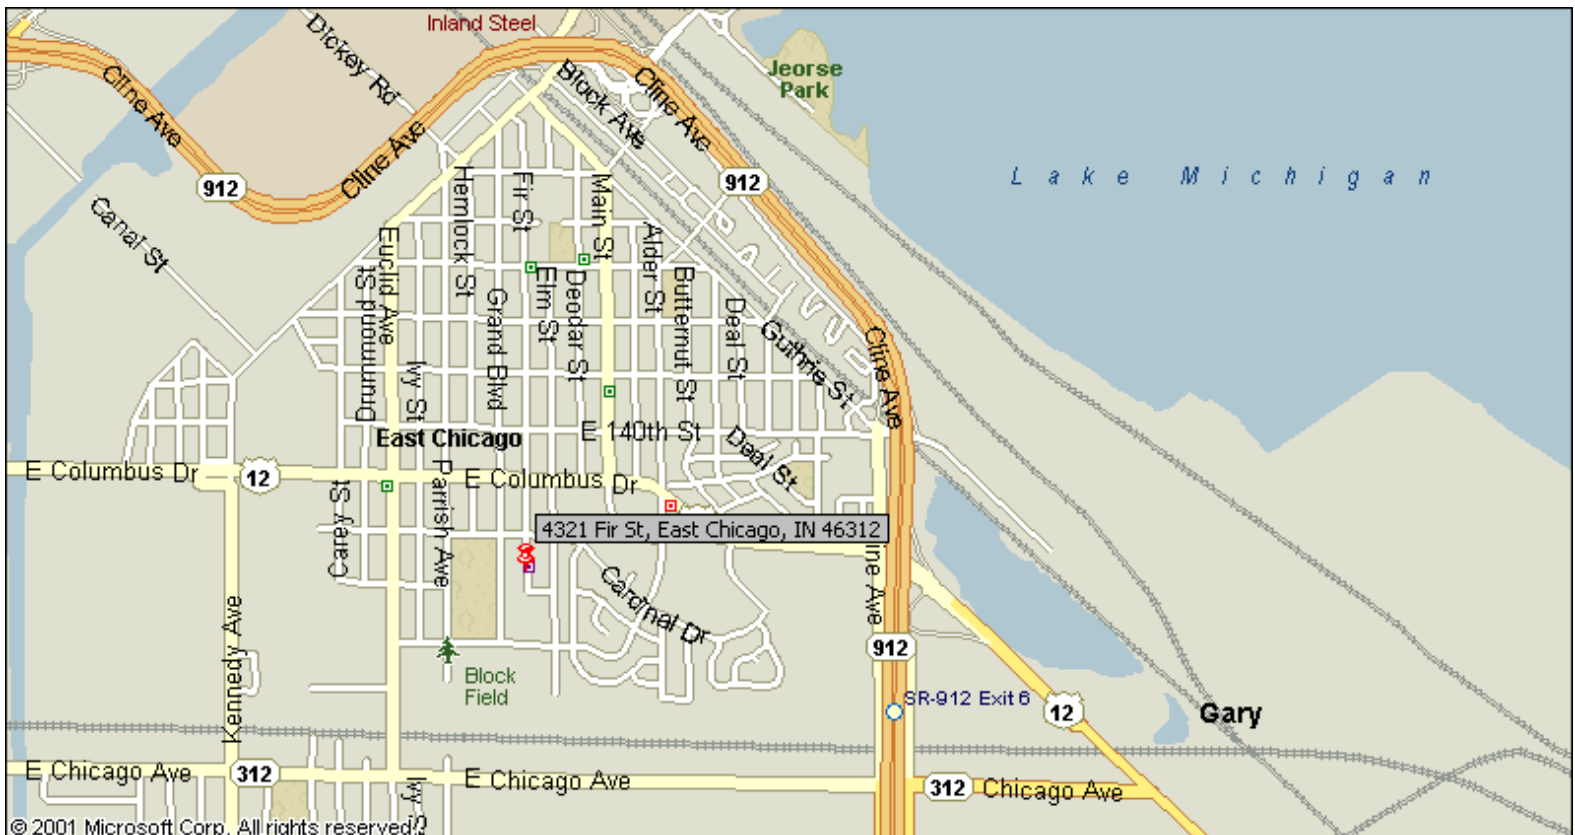 Inland Steel
Dickey Rd
Cline Ave
Block Ave
Cline Ave
Jeorse
Park
Cline Ave
912
912
Lake Michigan
Canal St
Hemlock St
Fir St
Main St
Euclid Ave
Alder St
Drummond St
Grand Blvd
Elm St
Deodar St
Butternut St
Deal St
Guthrie St
Cline Ave
Ivy St
East Chicago
E 140th St
Deal St
E Columbus Dr
12
E Columbus Dr
Carey St
Parrish Ave
4321 Fir St, East Chicago, IN 46312
Cardinal Dr
ine Ave
Kennedy Ave
912
Block
Field
SR-912 Exit 6
12
Gary
E Chicago Ave
312
E Chicago Ave
312
Chicago Ave
Ivy S
© 2001 Microsoft Corp. All rights reserved.